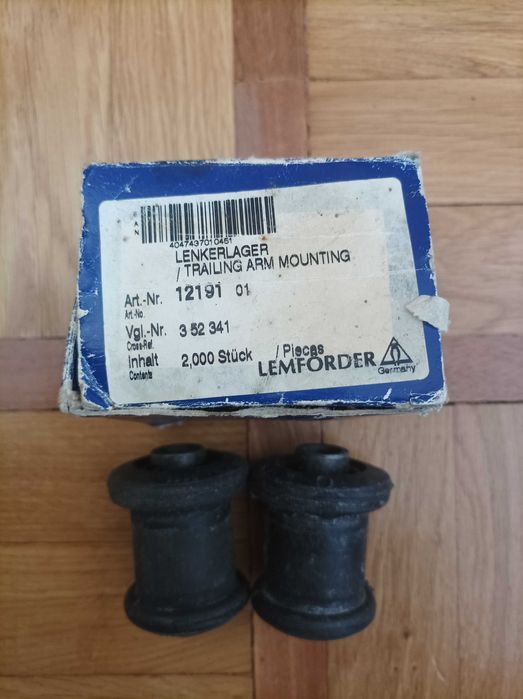 EAN
4047437010461
LENKERLAGER
/ TRAILING ARM MOUNTING
Art.-Nr. 12191 01
Art.-No.
Vgl.-Nr. 3 52 341
Cross-Ref.
Inhalt 2,000 Stück / Pieces
Contents
LEMFÖRDER
Germany